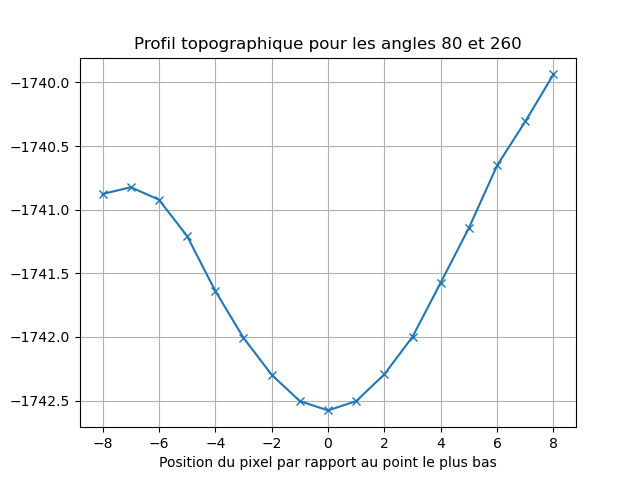 Profil topographique pour les angles 80 et 260
−1740.0
−1740.5
−1741.0
−1741.5
−1742.0
−1742.5
−8 −6 −4 −2 0 2 4 6 8
Position du pixel par rapport au point le plus bas